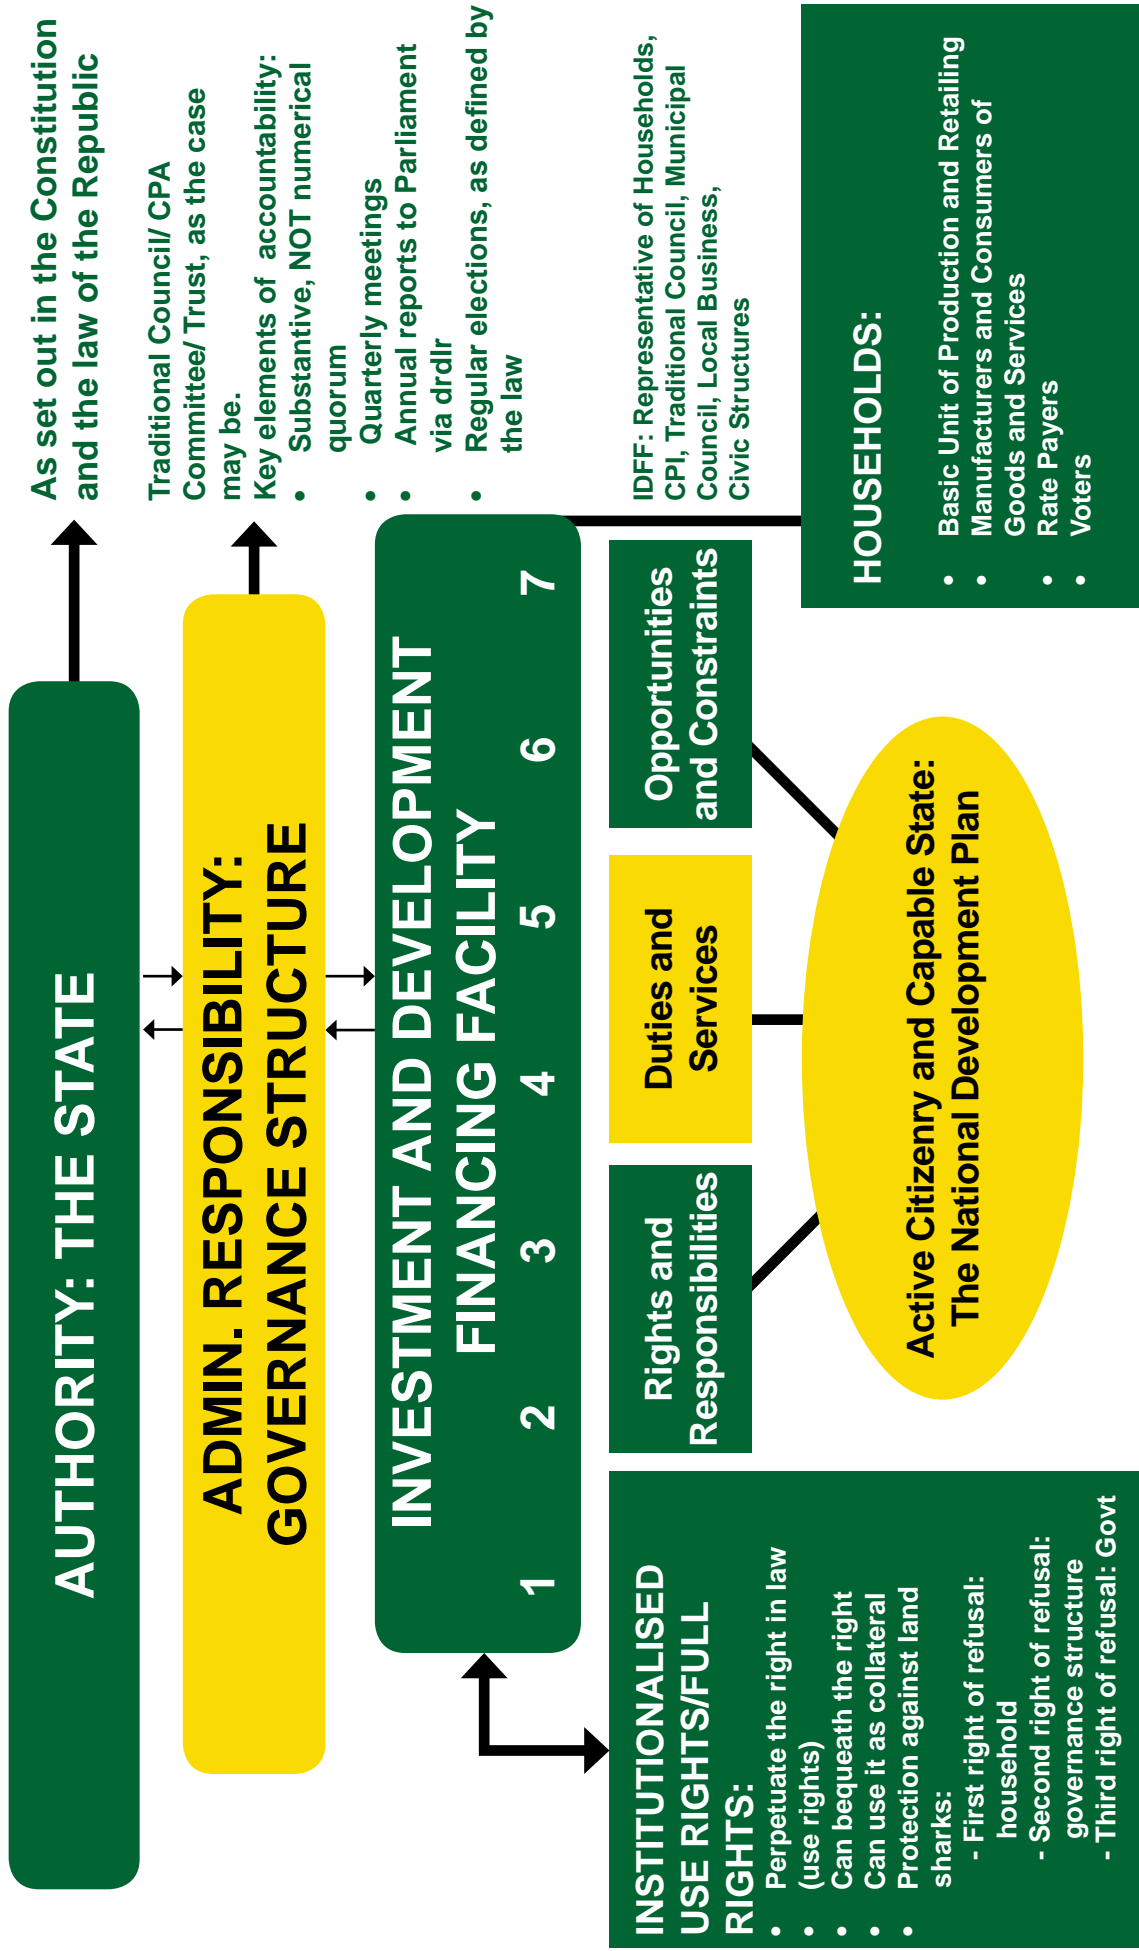 AUTHORITY: THE STATE
As set out in the Constitution
and the law of the Republic
ADMIN. RESPONSIBILITY:
GOVERNANCE STRUCTURE
Traditional Council/ CPA
Committee/ Trust, as the case
may be.
Key elements of accountability:
• Substantive, NOT numerical
quorum
• Quarterly meetings
• Annual reports to Parliament
via drdlr
• Regular elections, as defined by
the law
INVESTMENT AND DEVELOPMENT
FINANCING FACILITY
1 2 3 4 5 6 7
IDFF: Representative of Households,
CPI, Traditional Council, Municipal
Council, Local Business,
Civic Structures
INSTITUTIONALISED
USE RIGHTS/FULL
RIGHTS:
• Perpetuate the right in law
• (use rights)
• Can bequeath the right
• Can use it as collateral
• Protection against land
sharks:
- First right of refusal:
household
- Second right of refusal:
governance structure
- Third right of refusal: Govt
Rights and
Responsibilities
Duties and
Services
Opportunities
and Constraints
Active Citizenry and Capable State:
The National Development Plan
HOUSEHOLDS:
• Basic Unit of Production and Retailing
• Manufacturers and Consumers of
Goods and Services
• Rate Payers
• Voters